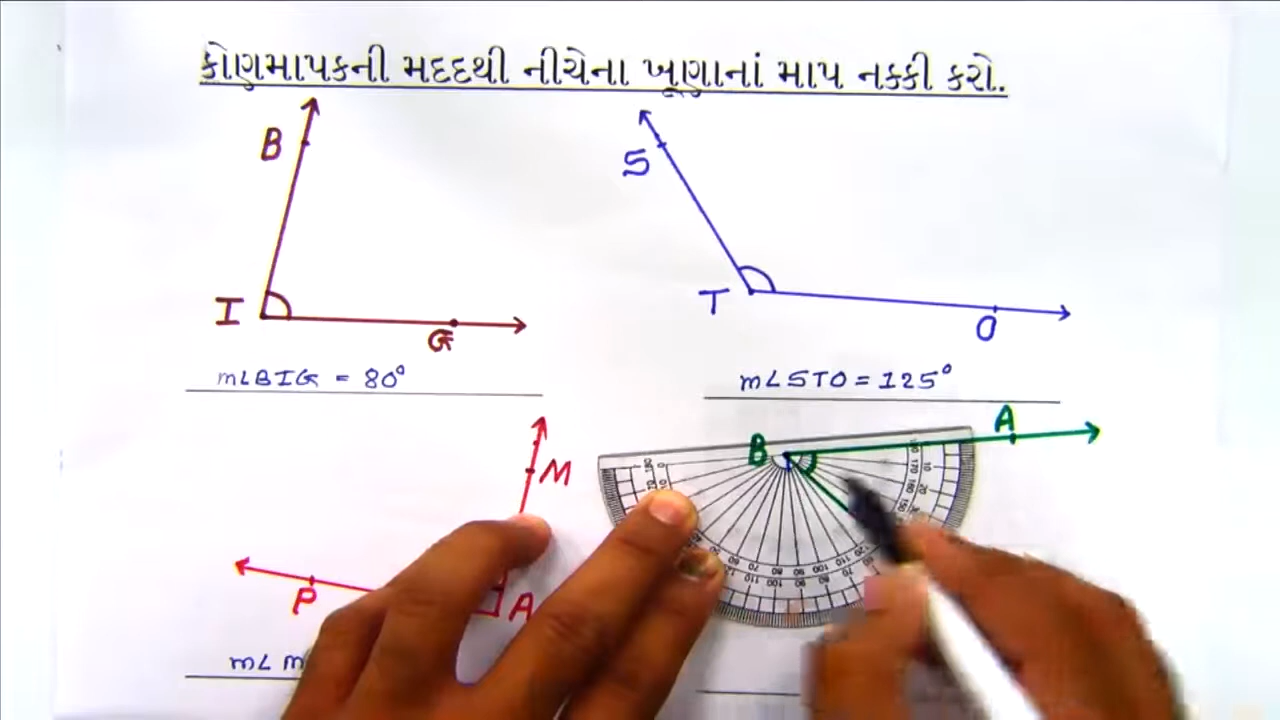 કોણમાપકની મદદથી નીચેના ખૂણાનાં માપ નક્કી કરો.
B
S
I
G
T
O
m∠BIG = 80°
m∠STO = 125°
A
B
M
P
A
m∠M